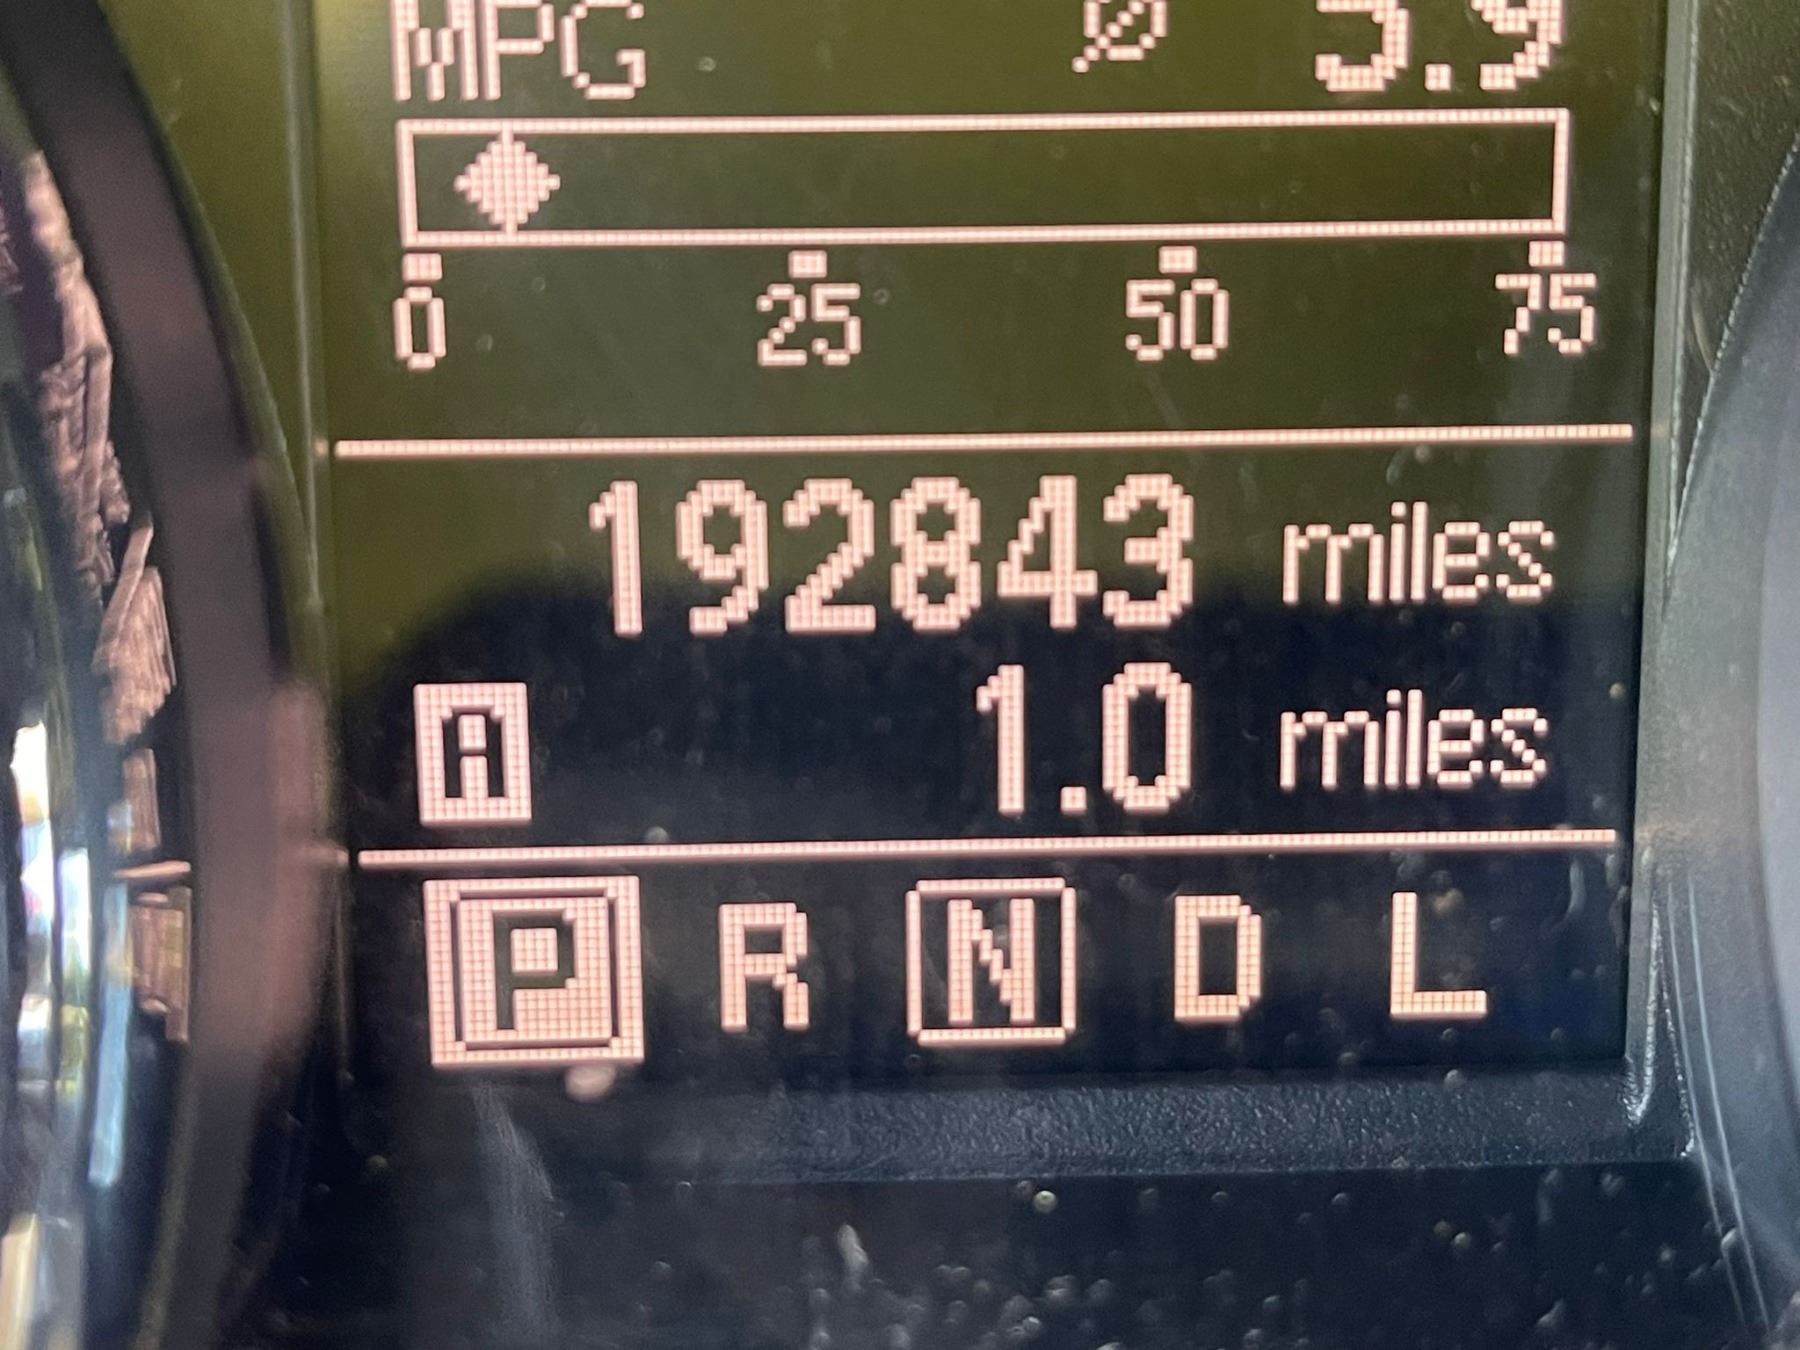 MPG Ø 5.9
0 25 50 75
192843 miles
A 1.0 miles
P R N D L